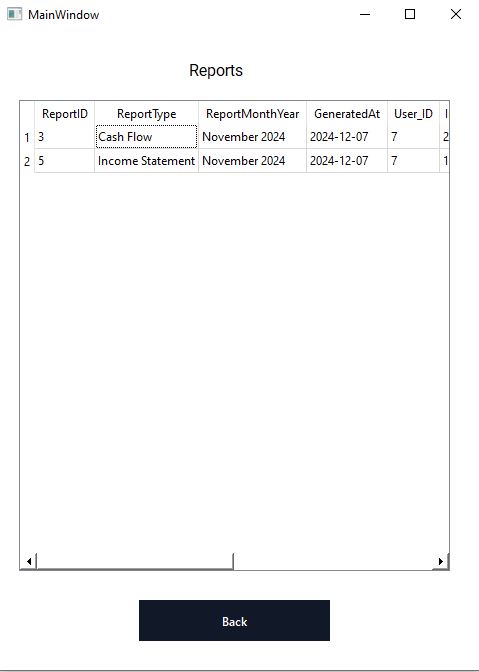 MainWindow
Reports
ReportID ReportType ReportMonthYear GeneratedAt User_ID
1 3 Cash Flow November 2024 2024-12-07 7 2
2 5 Income Statement November 2024 2024-12-07 7 1
Back